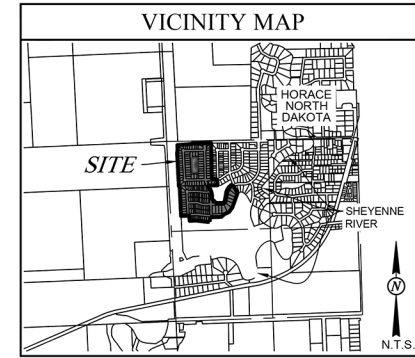 VICINITY MAP
HORACE
NORTH
DAKOTA
SITE
SHEYENNE
RIVER
N
N.T.S.